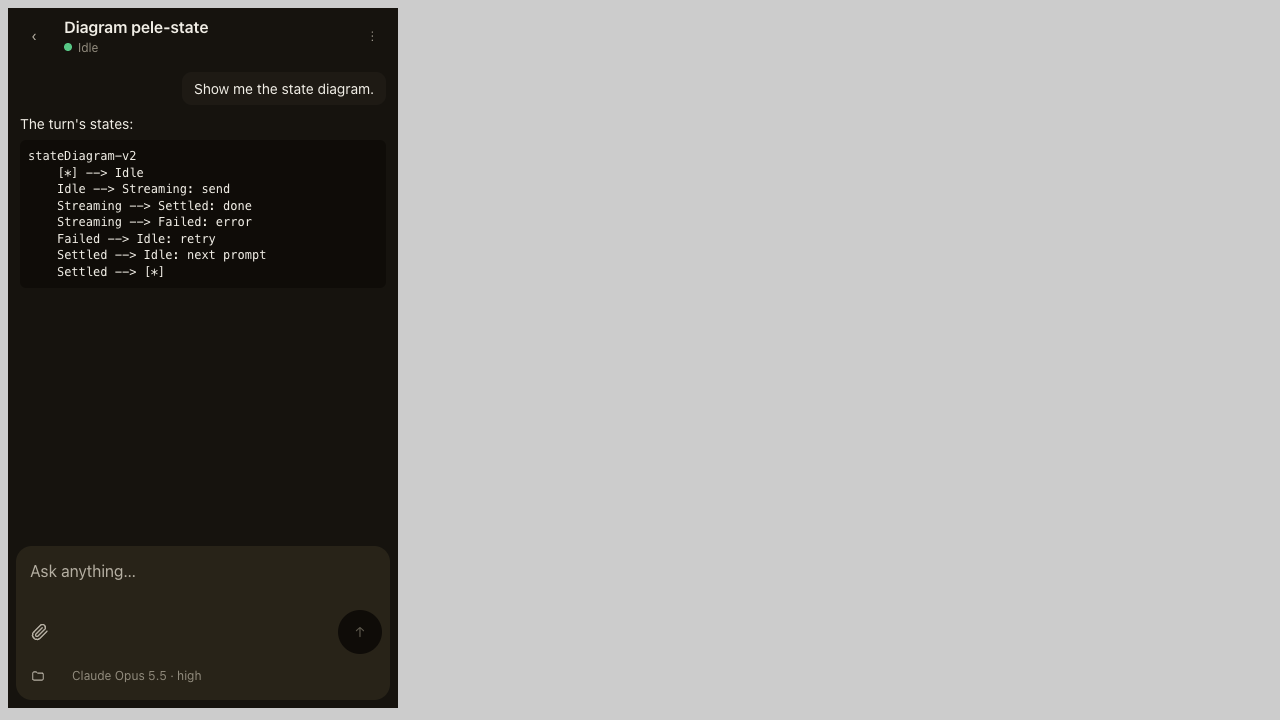 Diagram pele-state
Idle
Show me the state diagram.
The turn's states:
stateDiagram-v2
    [*] --> Idle
    Idle --> Streaming: send
    Streaming --> Settled: done
    Streaming --> Failed: error
    Failed --> Idle: retry
    Settled --> Idle: next prompt
    Settled --> [*]
Ask anything...
Claude Opus 5.5 · high